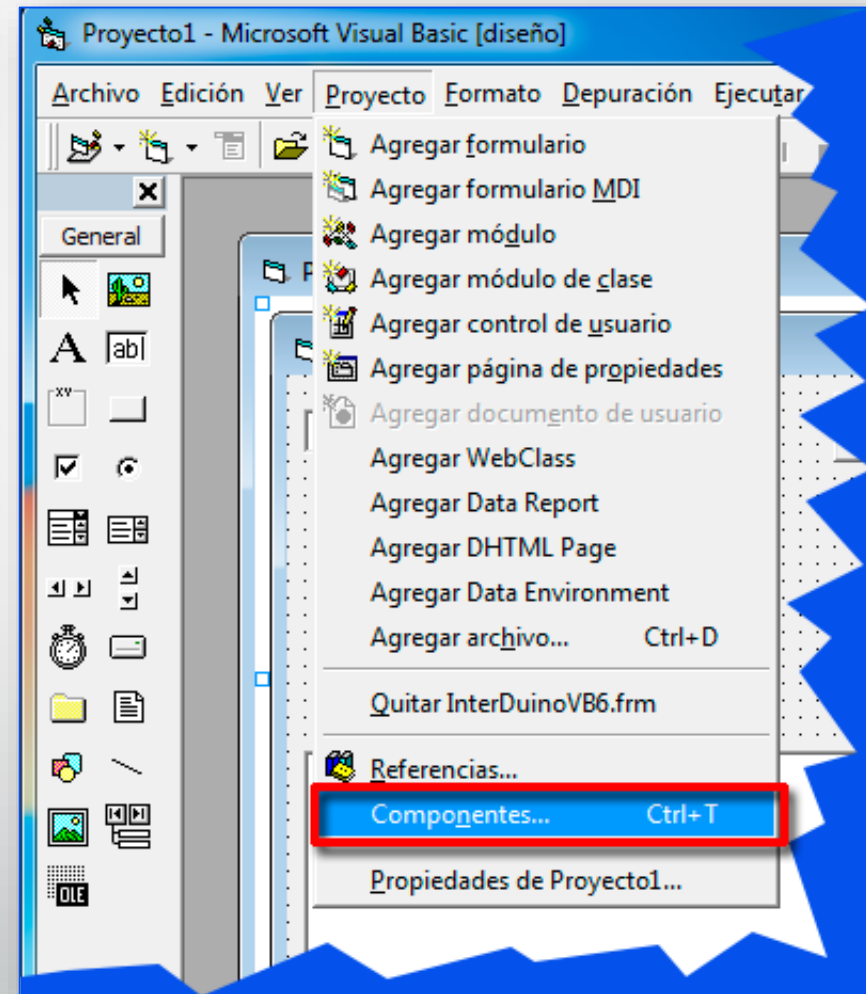 Proyecto1 - Microsoft Visual Basic [diseño]
Archivo Edición Ver Proyecto Formato Depuración Ejecutar
General
Agregar formulario
Agregar formulario MDI
Agregar módulo
Agregar módulo de clase
Agregar control de usuario
Agregar página de propiedades
Agregar documento de usuario
Agregar WebClass
Agregar Data Report
Agregar DHTML Page
Agregar Data Environment
Agregar archivo... Ctrl+D
Quitar InterDuinoVB6.frm
Referencias...
Componentes... Ctrl+T
Propiedades de Proyecto1...
A
ab
XY
OLE
P